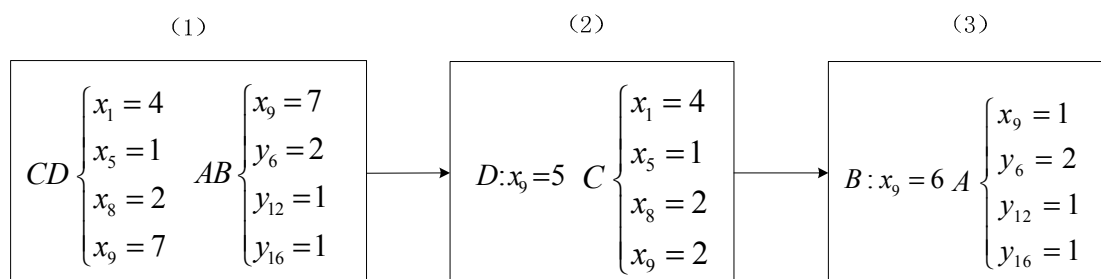 （1）
CD
x₁ = 4
x₅ = 1
x₈ = 2
x₉ = 7
AB
x₉ = 7
y₆ = 2
y₁₂ = 1
y₁₆ = 1
（2）
D:x₉ = 5
C
x₁ = 4
x₅ = 1
x₈ = 2
x₉ = 2
（3）
B : x₉ = 6
A
x₉ = 1
y₆ = 2
y₁₂ = 1
y₁₆ = 1